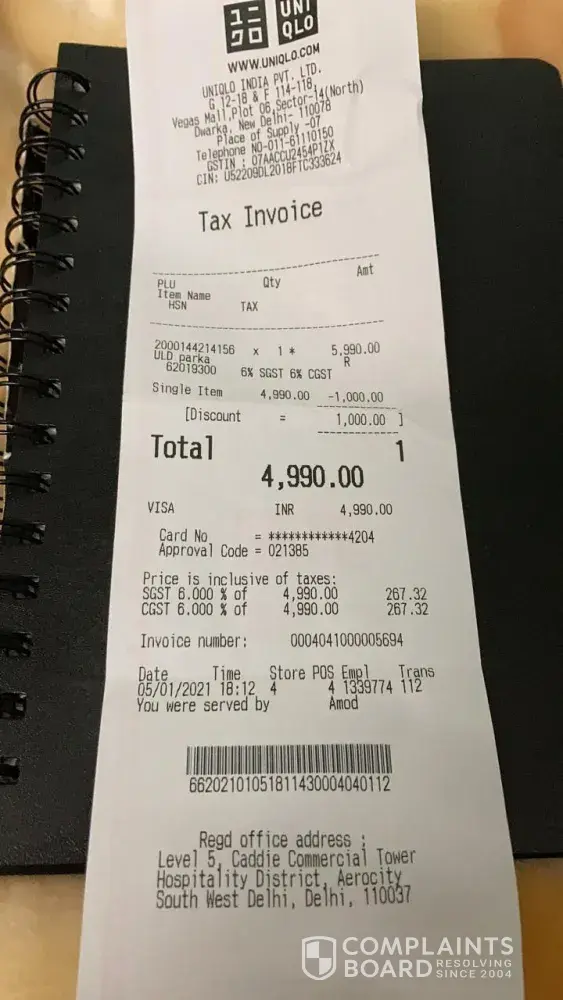 ユニ
クロ
UNI
QLO
WWW.UNIQLO.COM
UNIQLO INDIA PVT. LTD.
G 12-18 & F 114-118,
Vegas Mall,Plot 06,Sector-14(North)
Dwarka, New Delhi- 110078
Place of Supply -07
Telephone NO-011-61110150
GSTIN : 07AACCU2454P1ZX
CIN: U52209DL2018FTC333624
Tax Invoice
PLU Qty Amt
Item Name
HSN TAX
2000144214156 x 1 * 5,990.00
ULD parka R
62019300 6% SGST 6% CGST
Single Item 4,990.00 -1,000.00
[Discount = 1,000.00 ]
Total 1
4,990.00
VISA INR 4,990.00
Card No = ************4204
Approval Code = 021385
Price is inclusive of taxes:
SGST 6.000 % of 4,990.00 267.32
CGST 6.000 % of 4,990.00 267.32
Invoice number: 0004041000005694
Date Time Store POS Empl Trans
05/01/2021 18:12 4 4 1339774 112
You were served by Amod
66202101051811430004040112
Regd office address :
Level 5, Caddie Commercial Tower
Hospitality District, Aerocity
South West Delhi, Delhi, 110037
COMPLAINTS
BOARD RESOLVING
SINCE 2004